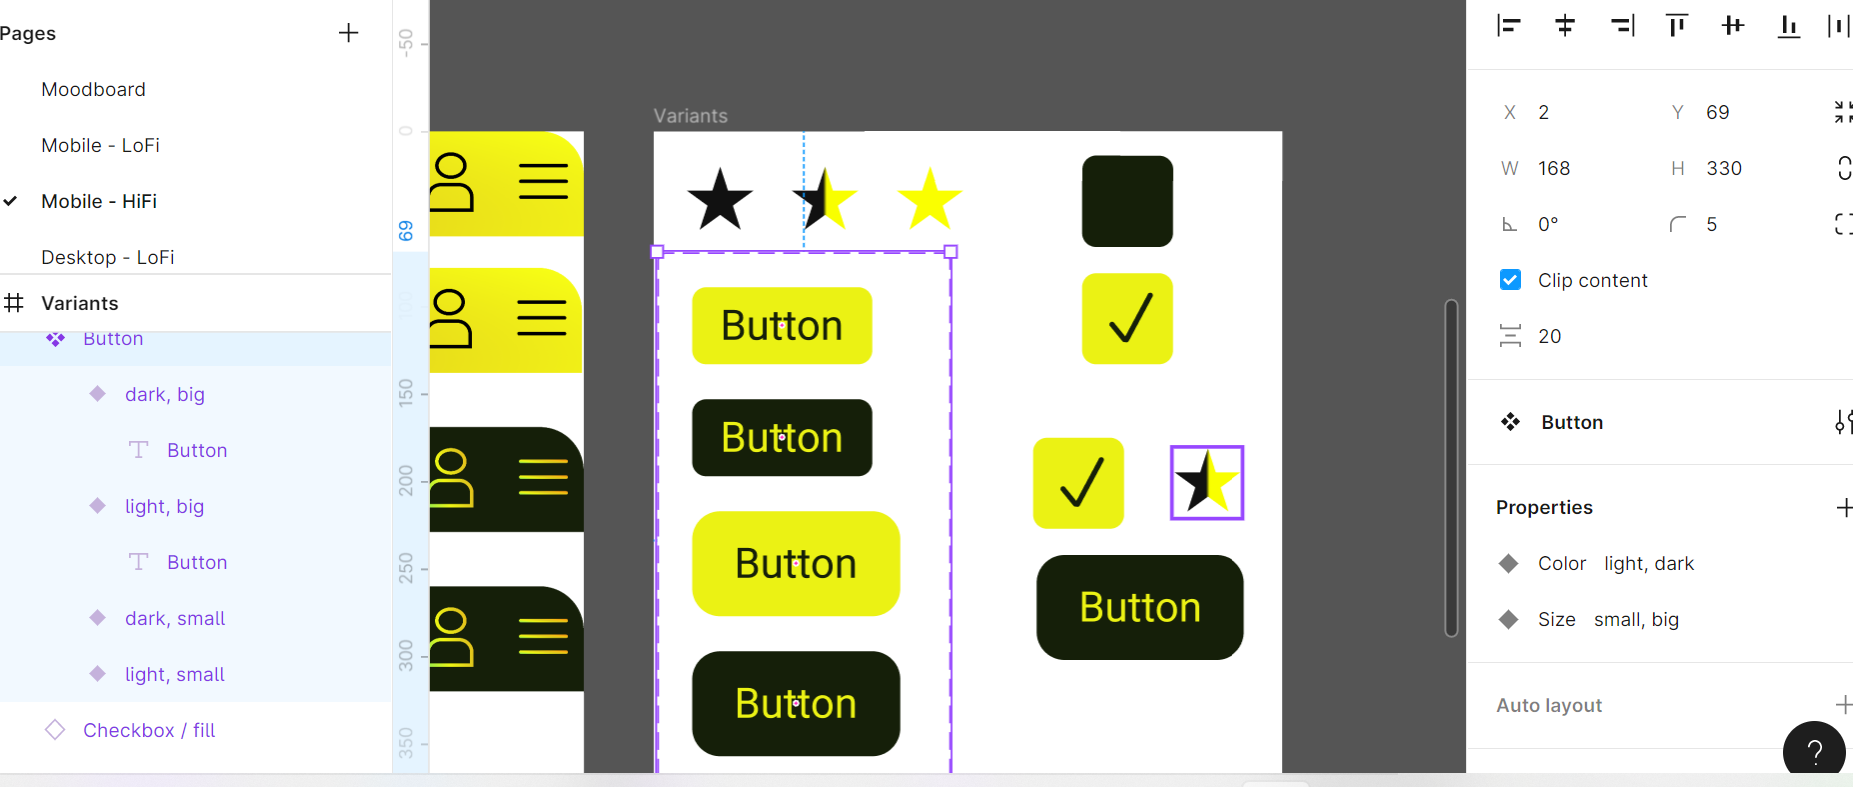 Pages
Moodboard
Mobile - LoFi
Mobile - HiFi
Desktop - LoFi
Variants
Button
dark, big
Button
light, big
Button
dark, small
light, small
Checkbox / fill
-50
0
69
150
200
250
300
350
Variants
Button
Button
Button
Button
Button
X 2 Y 69
W 168 H 330
0° 5
Clip content
20
Button
Properties
Color light, dark
Size small, big
Auto layout
?